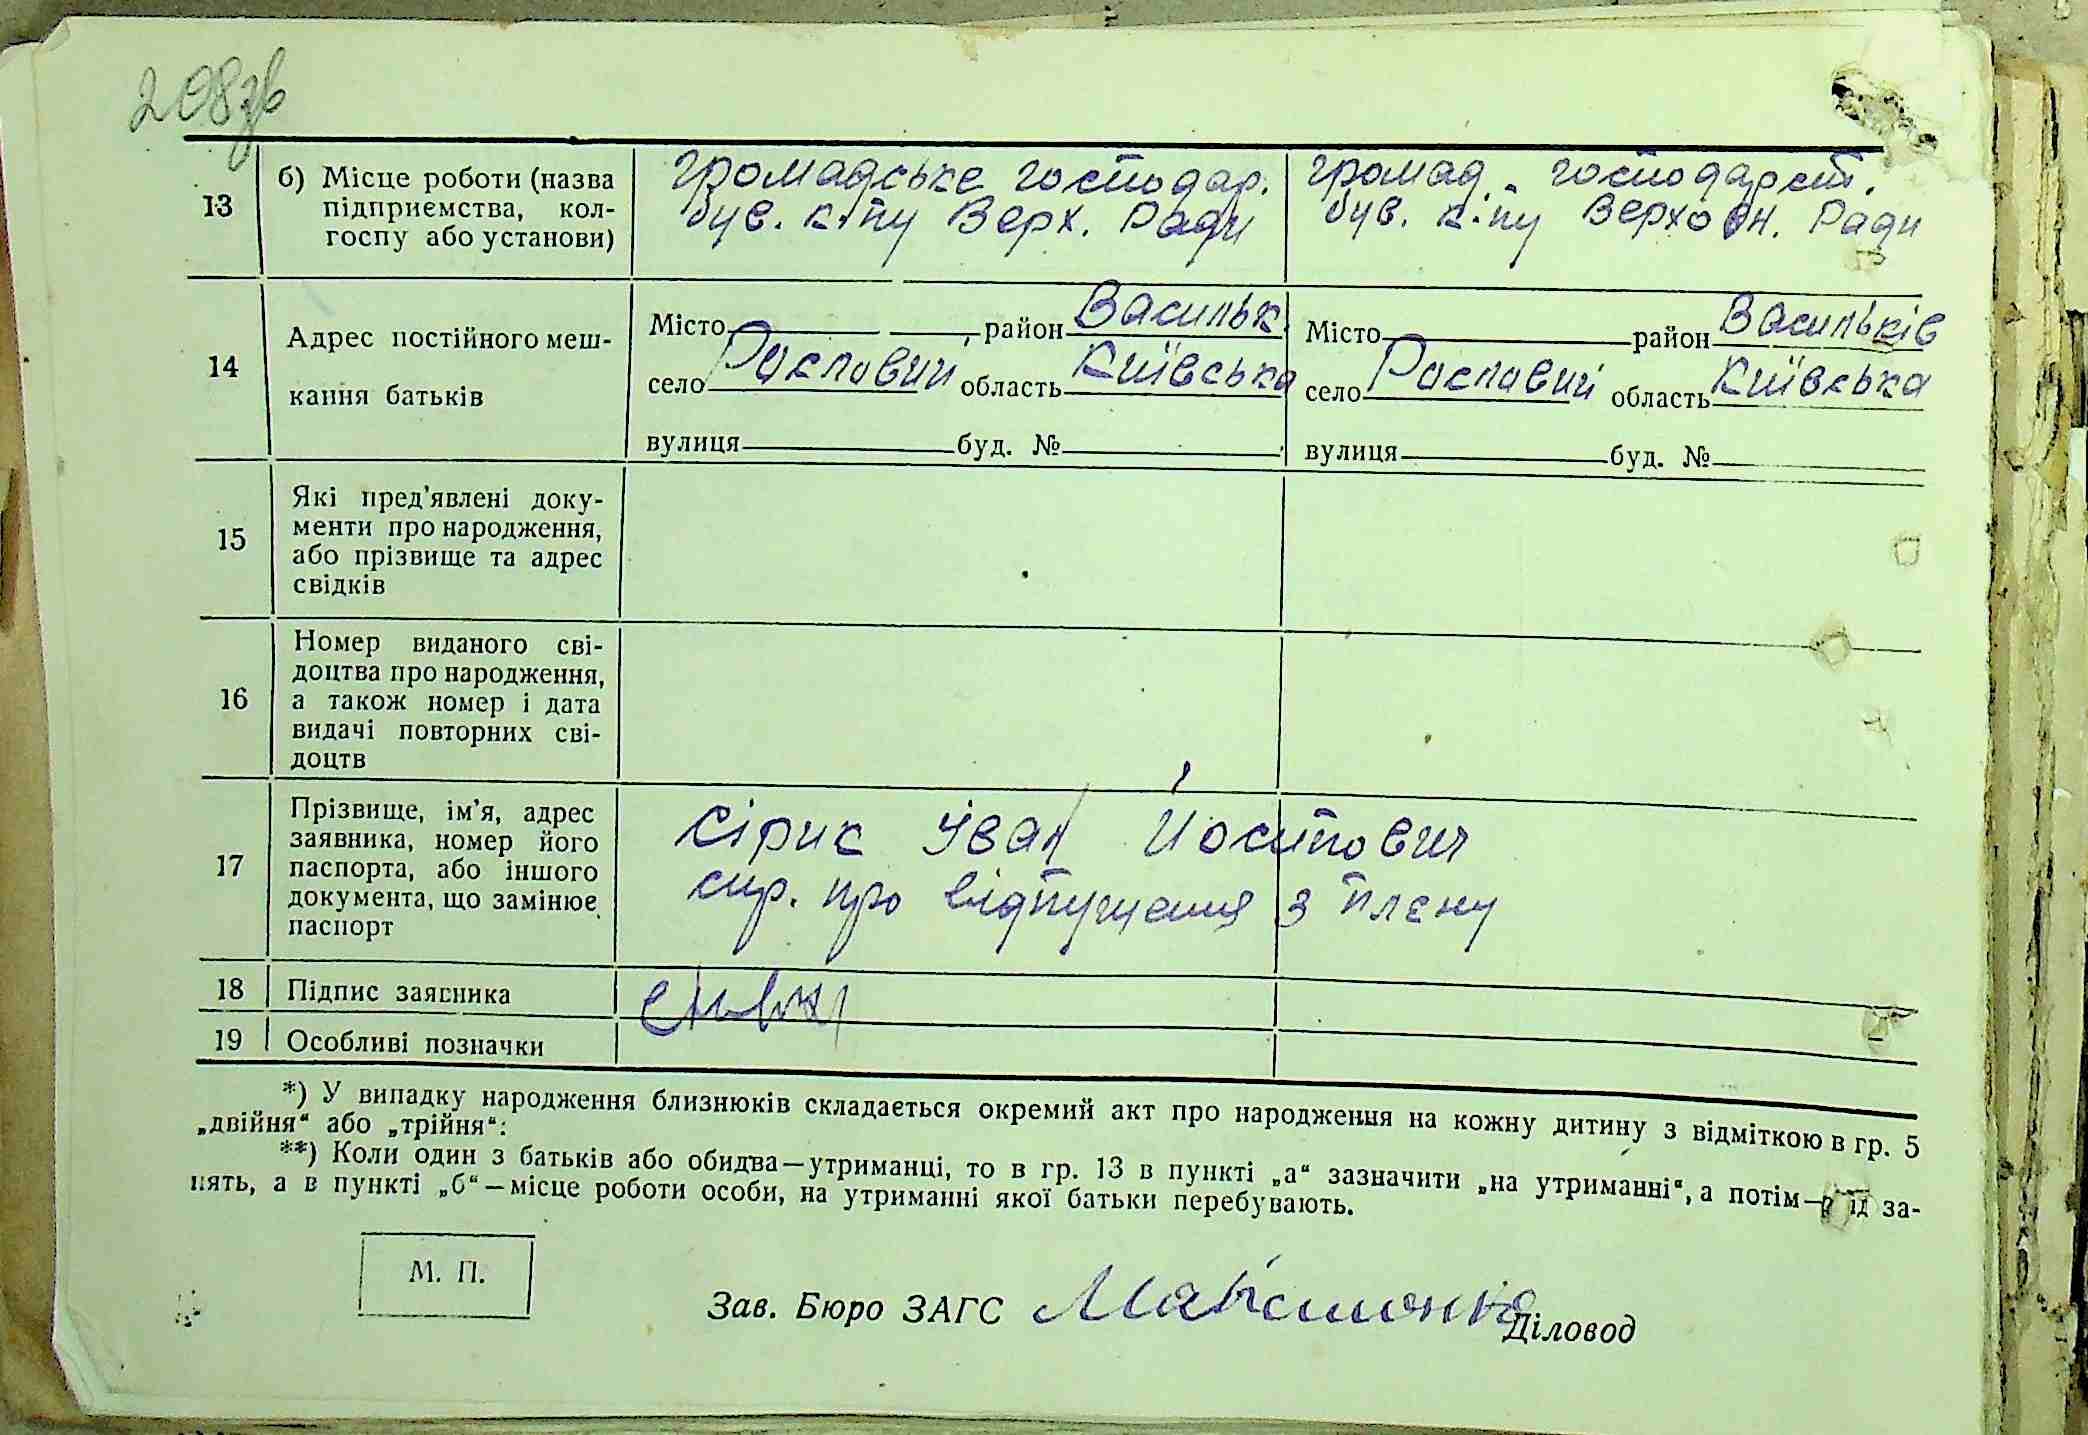 208зв
13 б) Місце роботи (назва підприємства, кол-госпу або установи) громадське господар. був. к-пу Верх. Ради громад. господарст. був. к-пу Верховн. Ради
14 Адрес постійного меш-кання батьків
Місто район Васильк. Місто район Васильків
село Рославичі область Київська село Рославичі область Київська
вулиця буд. № вулиця буд. №
15 Які пред’явлені доку-
менти про народження,
або прізвище та адрес
свідків
16 Номер виданого сві-
доцтва про народження,
а також номер і дата
видачі повторних сві-
доцтв
17 Прізвище, ім’я, адрес
заявника, номер його
паспорта, або іншого
документа, що замінює
паспорт
Сірик Іван Йосипович
спр. про відпущення з плєну
18 Підпис заявника
19 Особливі позначки
*) У випадку народження близнюків складається окремий акт про народження на кожну дитину з відміткою в гр. 5
„двійня“ або „трійня“:
**) Коли один з батьків або обидва—утриманці, то в гр. 13 в пункті „а“ зазначити „на утриманні“, а потім— за-
нять, а в пункті „б“—місце роботи особи, на утриманні якої батьки перебувають.
М. П.
Зав. Бюро ЗАГС Діловод